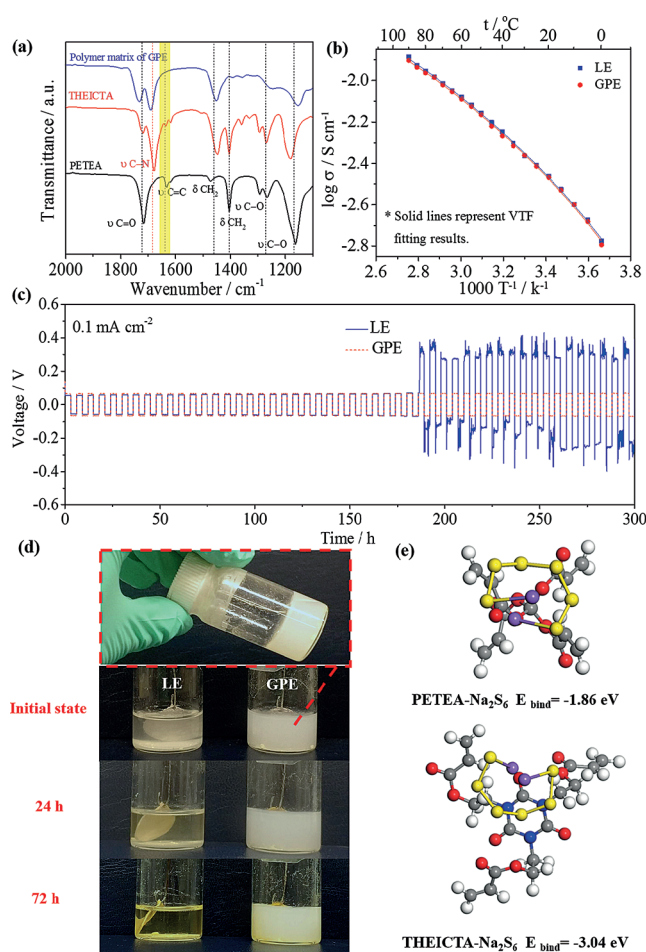 (a)
Polymer matrix of GPE
THEICTA
υ C–N
PETEA
υ C=C
δ CH2
υ C=O
δ CH2
υ C–O
υ C–O
Transmittance / a.u.
2000 1800 1600 1400 1200
Wavenumber / cm-1
(b)
t / °C
100 80 60 40 20 0
LE
GPE
log σ / S cm-1
-2.0
-2.2
-2.4
-2.6
-2.8
* Solid lines represent VTF
fitting results.
2.6 2.8 3.0 3.2 3.4 3.6 3.8
1000 T-1 / k-1
(c)
0.1 mA cm-2
LE
GPE
Voltage / V
0.6
0.4
0.2
0.0
-0.2
-0.4
-0.6
0 50 100 150 200 250 300
Time / h
(d)
LE GPE
Initial state
24 h
72 h
(e)
PETEA-Na2S6 E bind= -1.86 eV
THEICTA-Na2S6 E bind= -3.04 eV